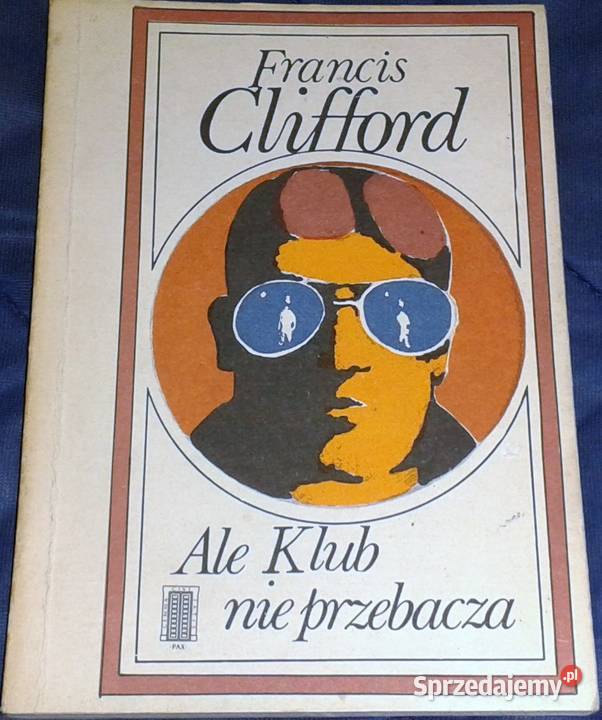 Francis
Clifford
Ale Klub
nie przebacza
PAX
Sprzedajemy.pl